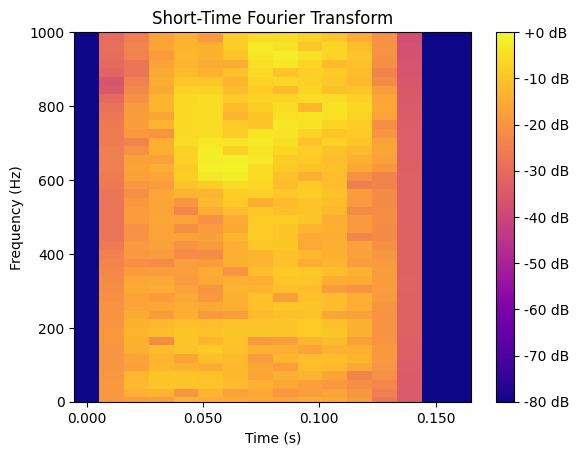 Short-Time Fourier Transform
1000
800
600
400
200
0
Frequency (Hz)
0.000
0.050
0.100
0.150
Time (s)
+0 dB
-10 dB
-20 dB
-30 dB
-40 dB
-50 dB
-60 dB
-70 dB
-80 dB